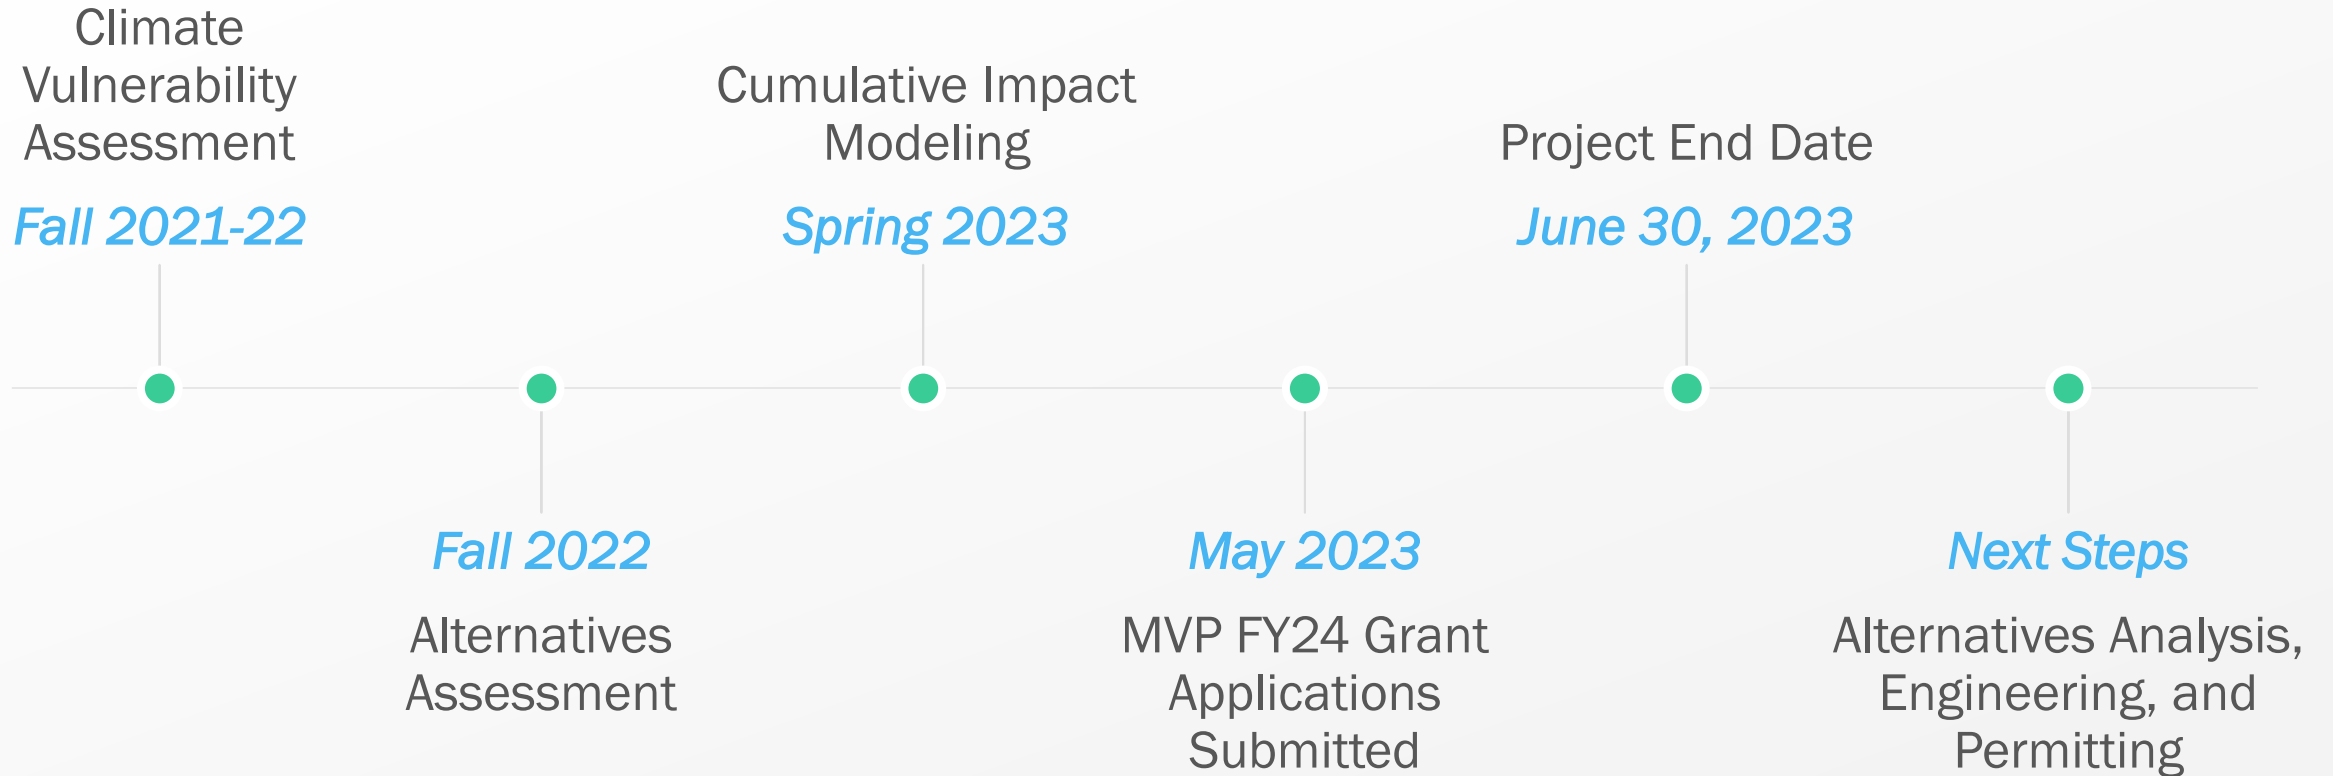 Climate
Vulnerability
Assessment
Fall 2021-22
Fall 2022
Alternatives
Assessment
Cumulative Impact
Modeling
Spring 2023
May 2023
MVP FY24 Grant
Applications
Submitted
Project End Date
June 30, 2023
Next Steps
Alternatives Analysis,
Engineering, and
Permitting